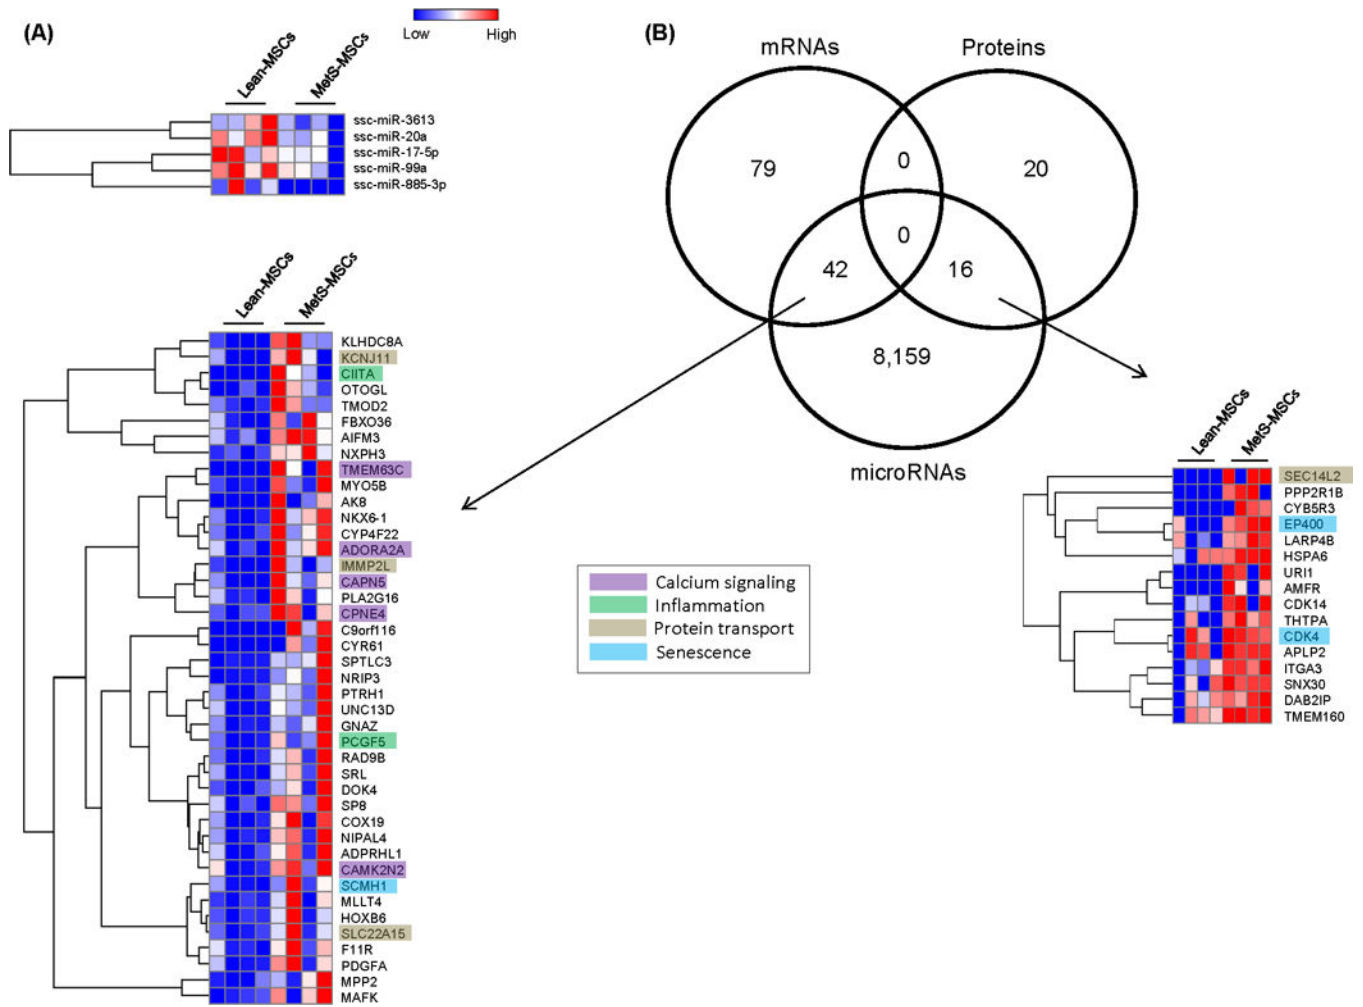 (A)
Low High
Lean-MSCs MetS-MSCs
ssc-miR-3613
ssc-miR-20a
ssc-miR-17-5p
ssc-miR-99a
ssc-miR-885-3p
Lean-MSCs MetS-MSCs
KLHDC8A
KCNJ11
CIITA
OTOGL
TMOD2
FBXO36
AIFM3
NXPH3
TMEM63C
MYO5B
AK8
NKX6-1
CYP4F22
ADORA2A
IMMP2L
CAPN5
PLA2G16
CPNE4
C9orf116
CYR61
SPTLC3
NRIP3
PTRH1
UNC13D
GNAZ
PCGF5
RAD9B
SRL
DOK4
SP8
COX19
NIPAL4
ADPRHL1
CAMK2N2
SCMH1
MLLT4
HOXB6
SLC22A15
F11R
PDGFA
MPP2
MAFK
(B)
mRNAs Proteins
79 0 20
0
42 16
8,159
microRNAs
Calcium signaling
Inflammation
Protein transport
Senescence
Lean-MSCs MetS-MSCs
SEC14L2
PPP2R1B
CYB5R3
EP400
LARP4B
HSPA6
URI1
AMFR
CDK14
THTPA
CDK4
APLP2
ITGA3
SNX30
DAB2IP
TMEM160